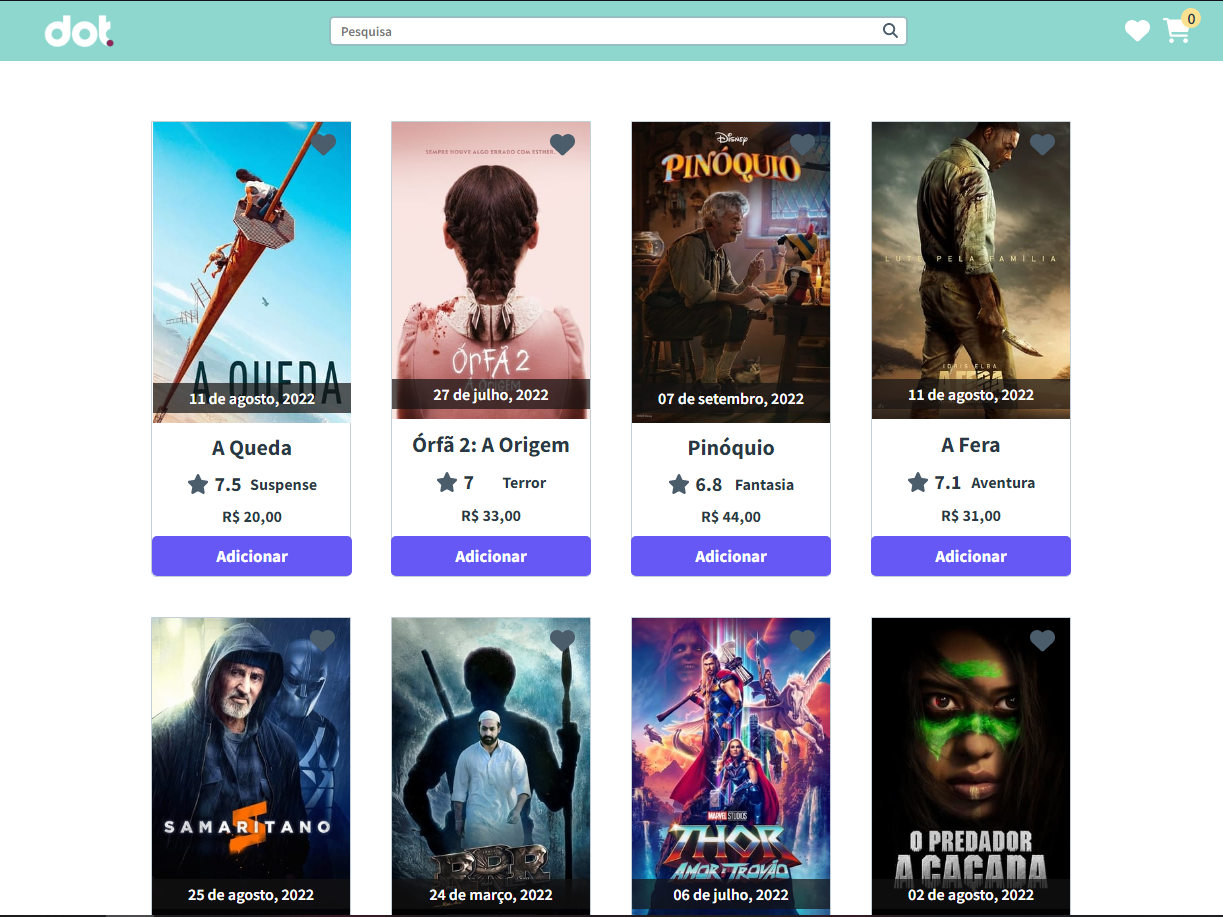 dot.
Pesquisa
0
A QUEDA
11 de agosto, 2022
A Queda
7.5 Suspense
R$ 20,00
Adicionar
SEMPRE HOUVE ALGO ERRADO COM ESTHER.
ÓRFÃ 2
A ORIGEM
27 de julho, 2022
Órfã 2: A Origem
7 Terror
R$ 33,00
Adicionar
DISNEY
PINÓQUIO
07 de setembro, 2022
Pinóquio
6.8 Fantasia
R$ 44,00
Adicionar
LUTE PELA FAMÍLIA
IDRIS ELBA
A FERA
11 de agosto, 2022
A Fera
7.1 Aventura
R$ 31,00
Adicionar
SAMARITANO
25 de agosto, 2022
RRR
24 de março, 2022
MARVEL STUDIOS
THOR
AMOR E TROVÃO
06 de julho, 2022
O PREDADOR
A CAÇADA
02 de agosto, 2022